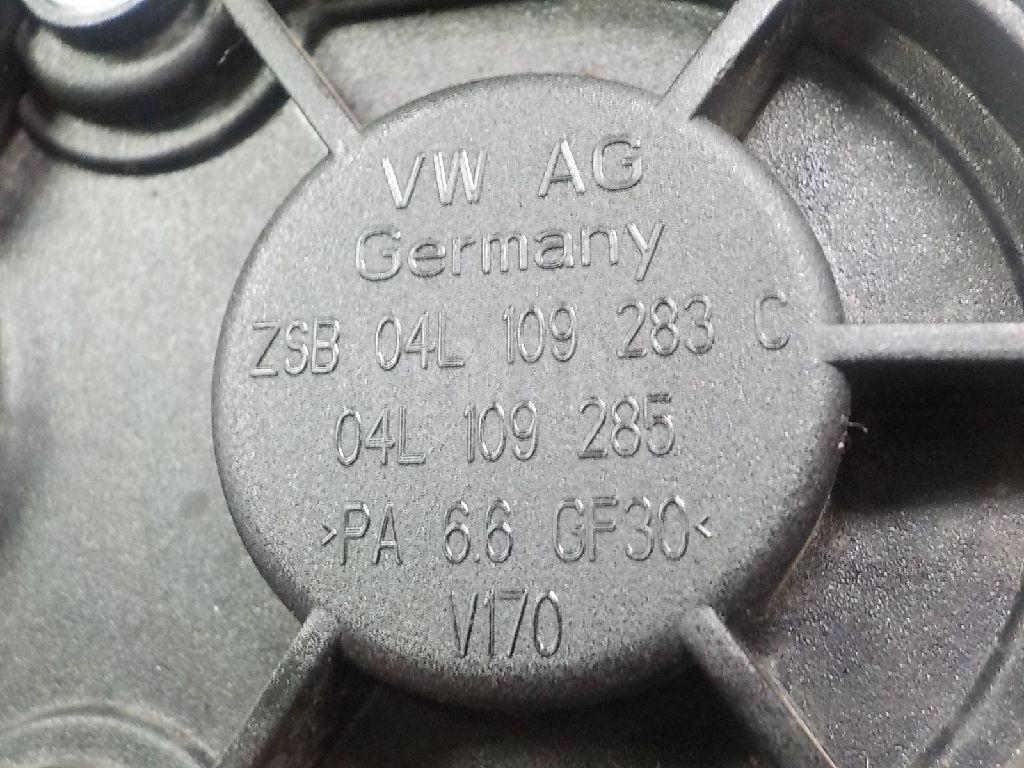 VW AG
Germany
ZSB 04L 109 283 C
04L 109 285
>PA 6.6 GF30<
V170